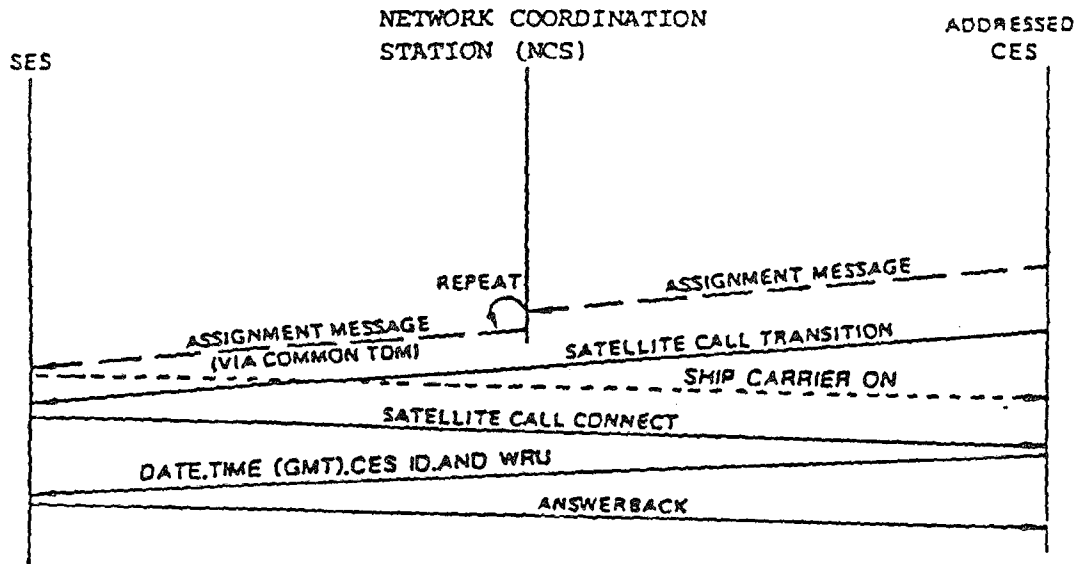 NETWORK COORDINATION
STATION (NCS)
ADDRESSED
CES
SES
REPEAT
ASSIGNMENT MESSAGE
ASSIGNMENT MESSAGE
(VIA COMMON TDM)
SATELLITE CALL TRANSITION
SHIP CARRIER ON
SATELLITE CALL CONNECT
DATE.TIME (GMT).CES ID.AND WRU
ANSWERBACK